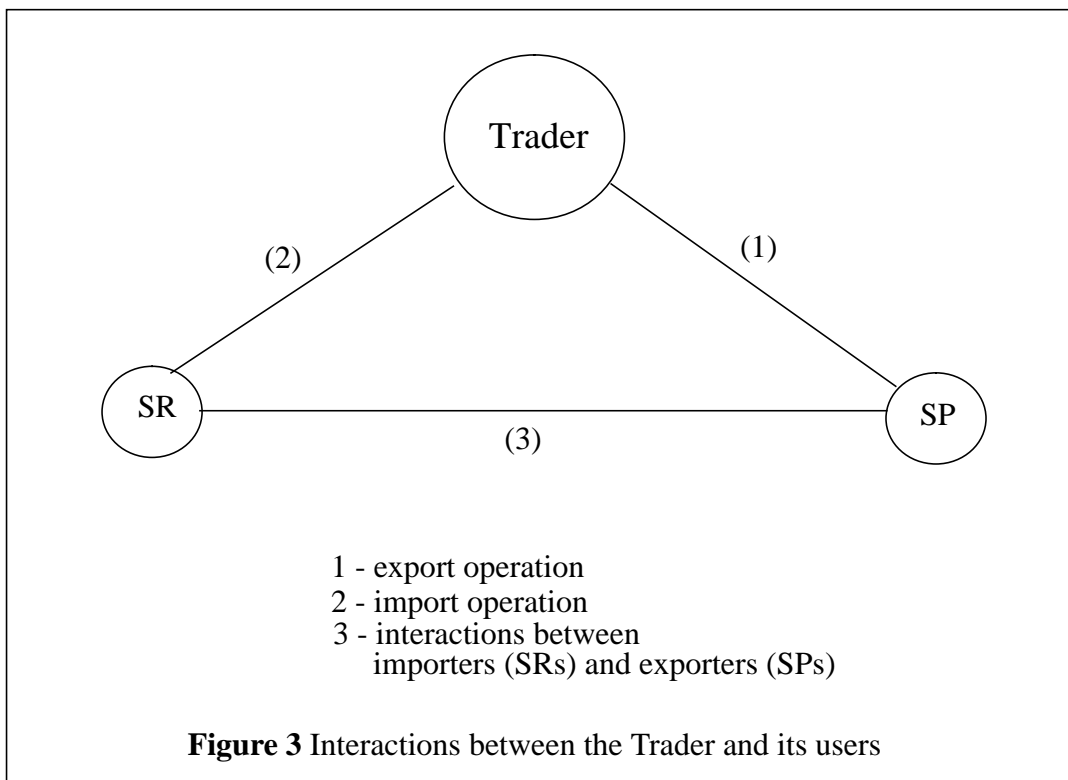 Trader
(2)
(1)
SR
SP
(3)
1 - export operation
2 - import operation
3 - interactions between
importers (SRs) and exporters (SPs)
Figure 3 Interactions between the Trader and its users